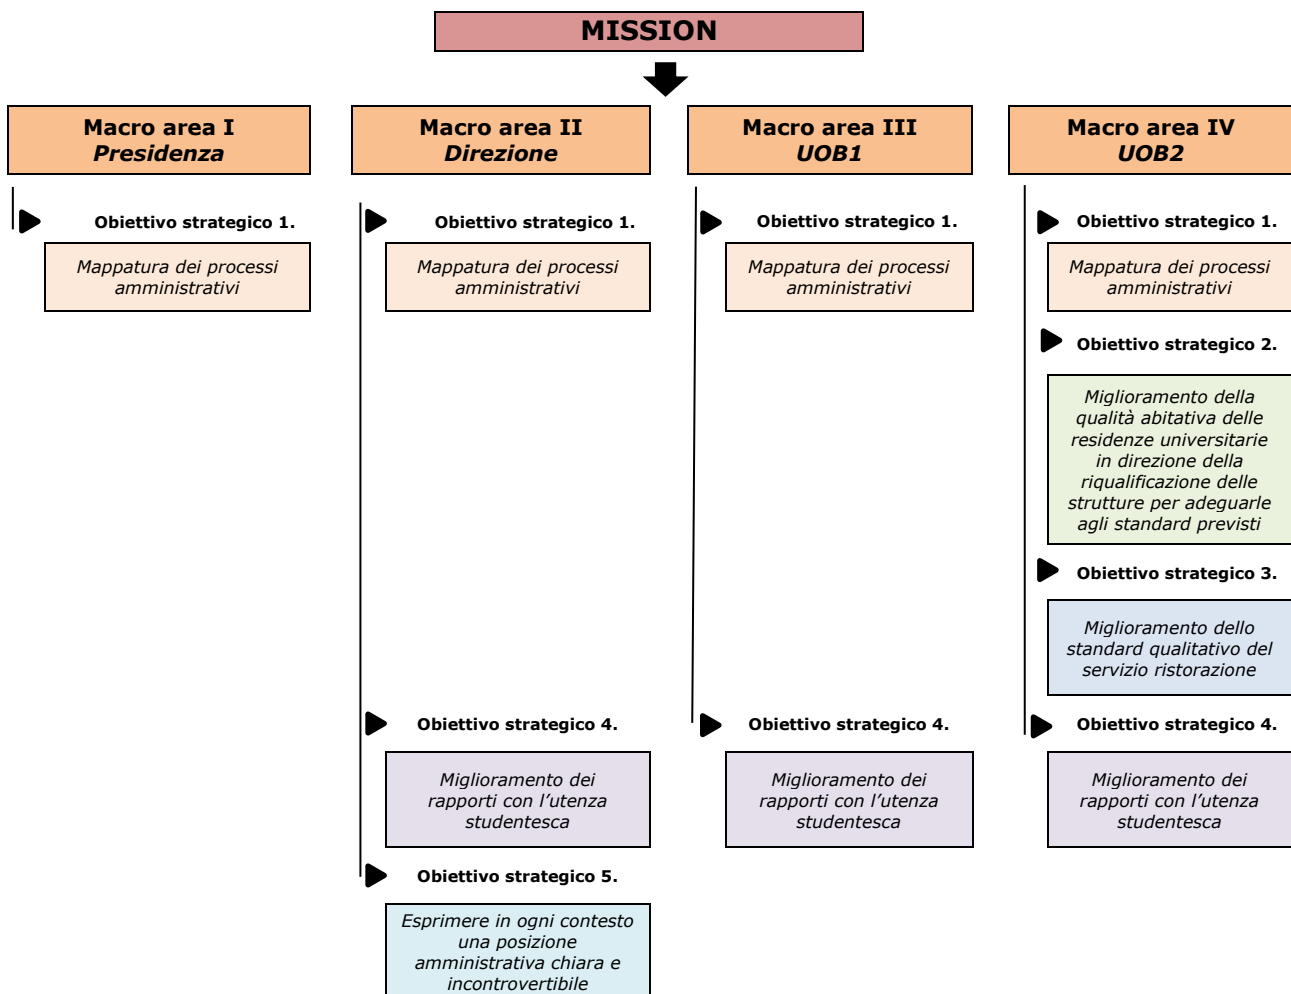 MISSION
Macro area I
Presidenza
Macro area II
Direzione
Macro area III
UOB1
Macro area IV
UOB2
Obiettivo strategico 1.
Mappatura dei processi
amministrativi
Obiettivo strategico 1.
Mappatura dei processi
amministrativi
Obiettivo strategico 1.
Mappatura dei processi
amministrativi
Obiettivo strategico 1.
Mappatura dei processi
amministrativi
Obiettivo strategico 2.
Miglioramento della
qualità abitativa delle
residenze universitarie
in direzione della
riqualificazione delle
strutture per adeguarle
agli standard previsti
Obiettivo strategico 3.
Miglioramento dello
standard qualitativo del
servizio ristorazione
Obiettivo strategico 4.
Miglioramento dei
rapporti con l’utenza
studentesca
Obiettivo strategico 4.
Miglioramento dei
rapporti con l’utenza
studentesca
Obiettivo strategico 4.
Miglioramento dei
rapporti con l’utenza
studentesca
Obiettivo strategico 5.
Esprimere in ogni contesto
una posizione
amministrativa chiara e
incontrovertibile